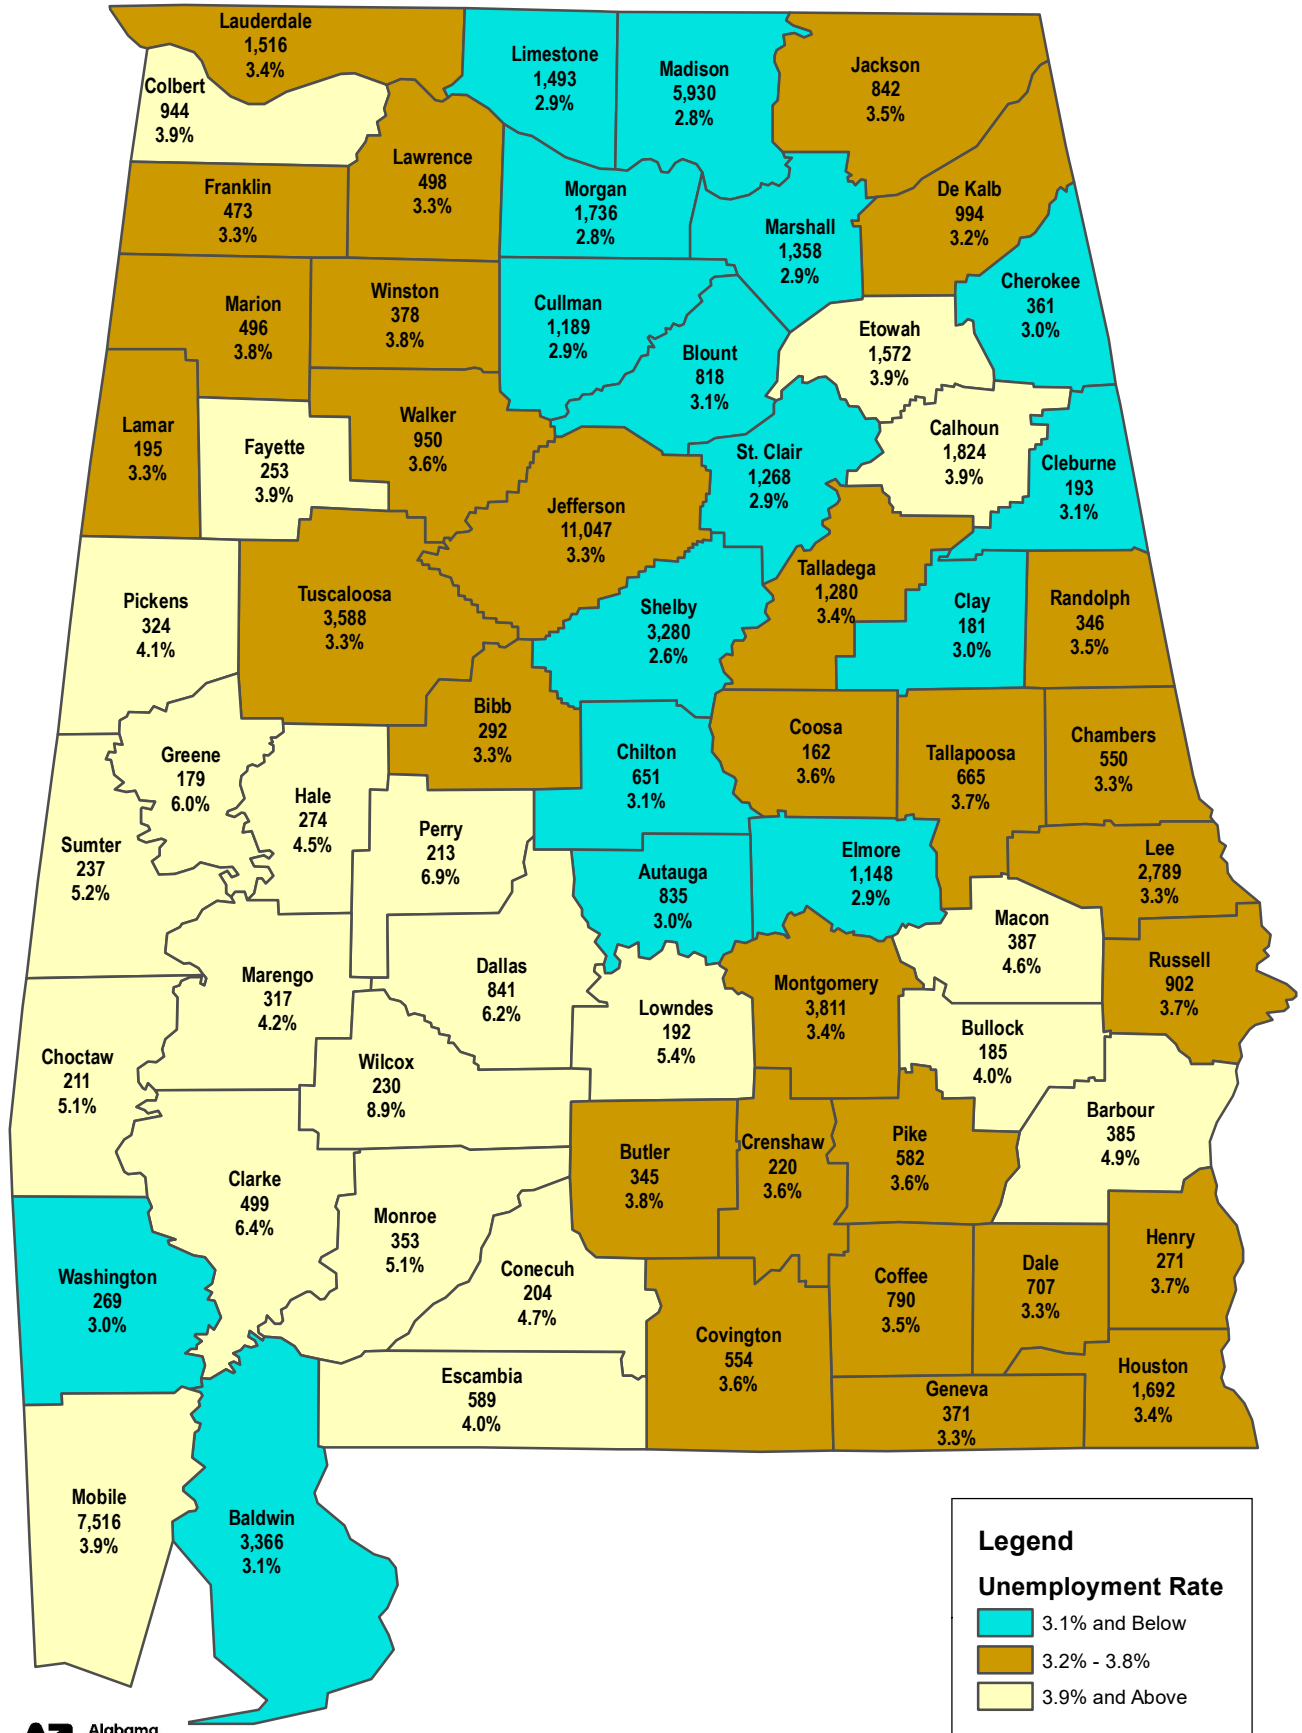 Lauderdale
1,516
3.4%
Colbert
944
3.9%
Limestone
1,493
2.9%
Madison
5,930
2.8%
Jackson
842
3.5%
Lawrence
498
3.3%
Franklin
473
3.3%
Morgan
1,736
2.8%
Marshall
1,358
2.9%
De Kalb
994
3.2%
Cherokee
361
3.0%
Marion
496
3.8%
Winston
378
3.8%
Cullman
1,189
2.9%
Blount
818
3.1%
Etowah
1,572
3.9%
Lamar
195
3.3%
Fayette
253
3.9%
Walker
950
3.6%
Jefferson
11,047
3.3%
St. Clair
1,268
2.9%
Calhoun
1,824
3.9%
Cleburne
193
3.1%
Pickens
324
4.1%
Tuscaloosa
3,588
3.3%
Shelby
3,280
2.6%
Talladega
1,280
3.4%
Clay
181
3.0%
Randolph
346
3.5%
Bibb
292
3.3%
Greene
179
6.0%
Hale
274
4.5%
Chilton
651
3.1%
Coosa
162
3.6%
Tallapoosa
665
3.7%
Chambers
550
3.3%
Sumter
237
5.2%
Perry
213
6.9%
Autauga
835
3.0%
Elmore
1,148
2.9%
Lee
2,789
3.3%
Macon
387
4.6%
Russell
902
3.7%
Marengo
317
4.2%
Dallas
841
6.2%
Lowndes
192
5.4%
Montgomery
3,811
3.4%
Bullock
185
4.0%
Choctaw
211
5.1%
Wilcox
230
8.9%
Barbour
385
4.9%
Clarke
499
6.4%
Butler
345
3.8%
Crenshaw
220
3.6%
Pike
582
3.6%
Monroe
353
5.1%
Conecuh
204
4.7%
Henry
271
3.7%
Washington
269
3.0%
Coffee
790
3.5%
Dale
707
3.3%
Covington
554
3.6%
Escambia
589
4.0%
Geneva
371
3.3%
Houston
1,692
3.4%
Mobile
7,516
3.9%
Baldwin
3,366
3.1%
Legend
Unemployment Rate
3.1% and Below
3.2% - 3.8%
3.9% and Above
Alabama